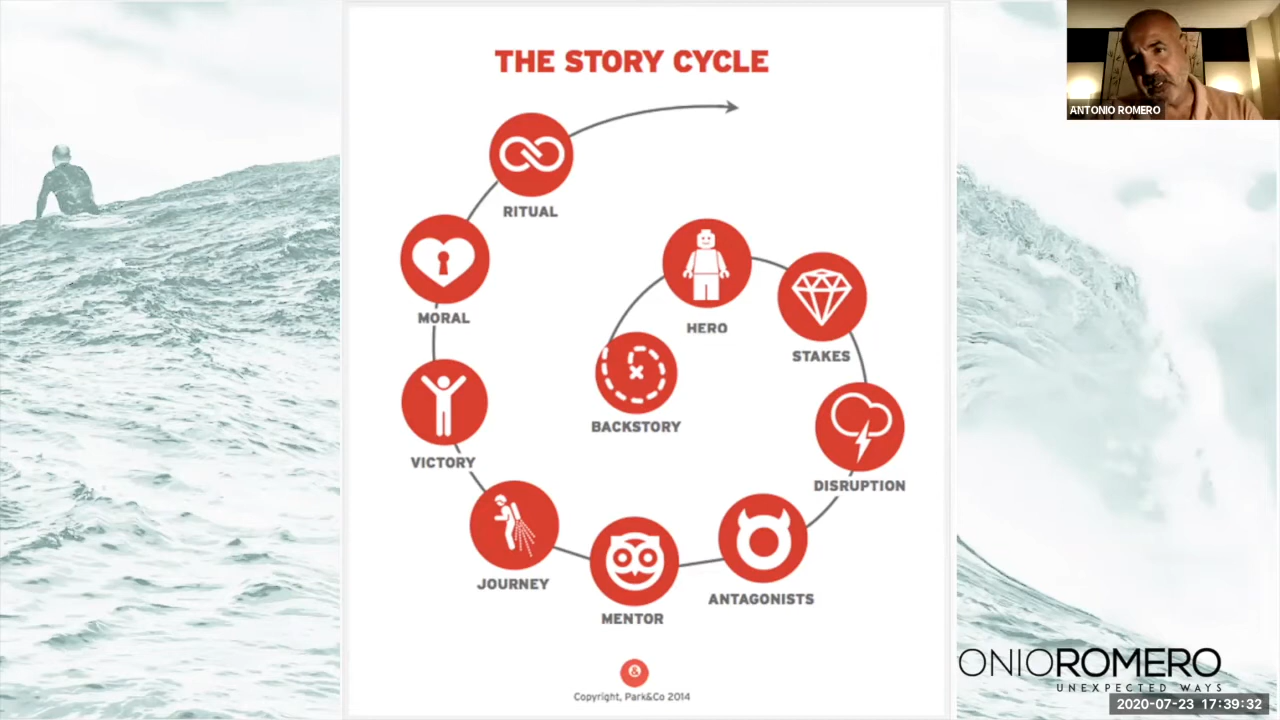 THE STORY CYCLE
ANTONIO ROMERO
RITUAL
MORAL
HERO
STAKES
BACKSTORY
VICTORY
DISRUPTION
JOURNEY
ANTAGONISTS
MENTOR
&
Copyright, Park&Co 2014
ONIOROMERO
UNEXPECTED WAYS
2020-07-23 17:39:32